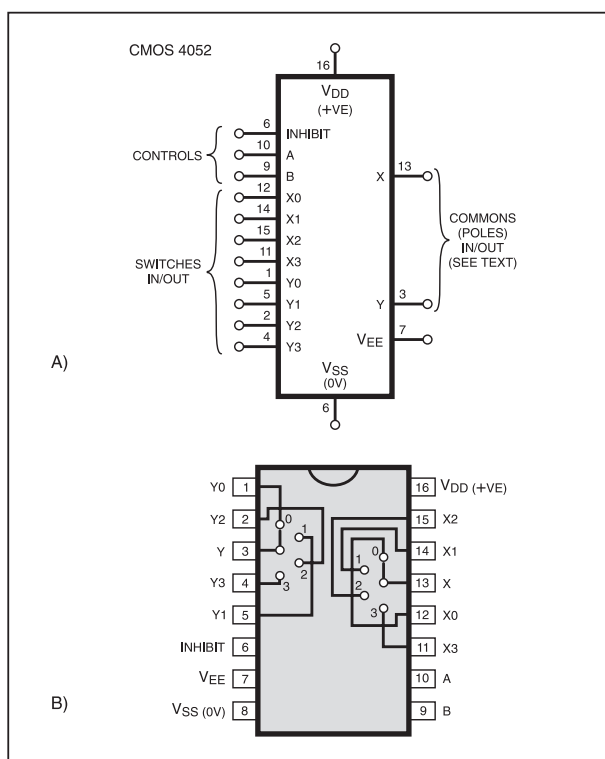 CMOS 4052
16
VDD
(+VE)
6 INHIBIT
CONTROLS
10 A
9 B
12 X0
14 X1
15 X2
11 X3
SWITCHES
IN/OUT
1 Y0
5 Y1
2 Y2
4 Y3
X 13
COMMONS
(POLES)
IN/OUT
(SEE TEXT)
Y 3
VEE 7
VSS
(0V)
6
A)
Y0 1
Y2 2
Y 3
Y3 4
Y1 5
INHIBIT 6
VEE 7
VSS (0V) 8
0
1
2
3
0
1
2
3
16 VDD (+VE)
15 X2
14 X1
13 X
12 X0
11 X3
10 A
9 B
B)